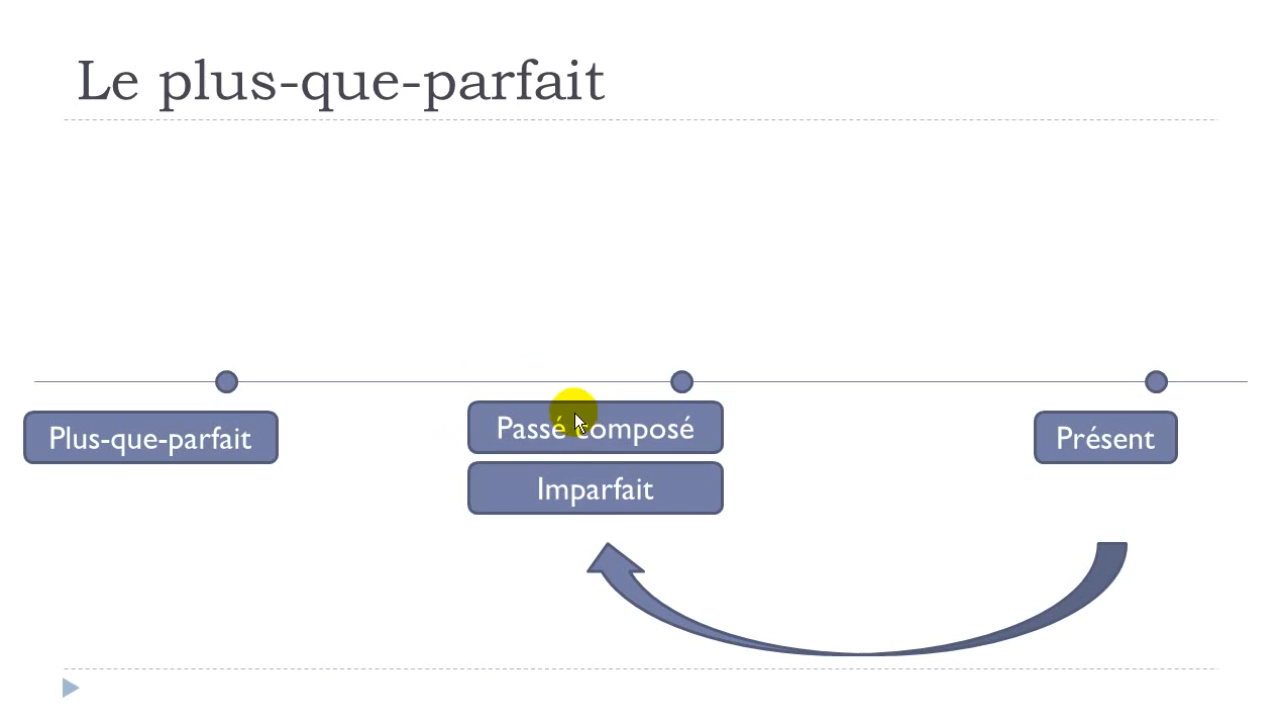 Le plus-que-parfait
Plus-que-parfait
Passé composé
Imparfait
Présent